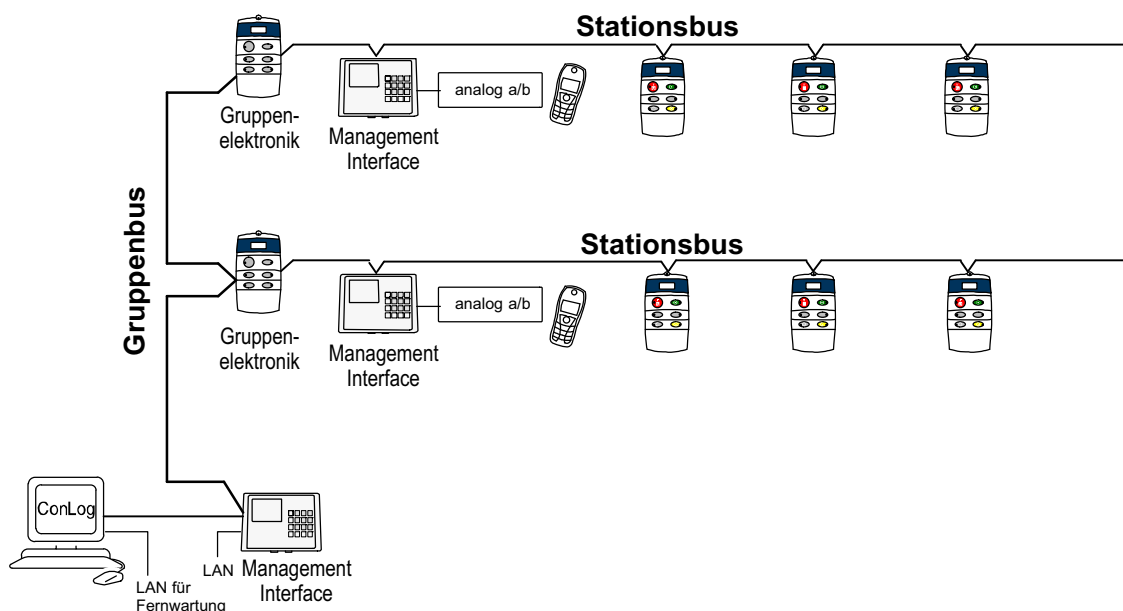 Stationsbus
Gruppen-
elektronik
Management
Interface
analog a/b
Gruppenbus
Stationsbus
Gruppen-
elektronik
Management
Interface
analog a/b
ConLog
LAN für
Fernwartung
LAN
Management
Interface